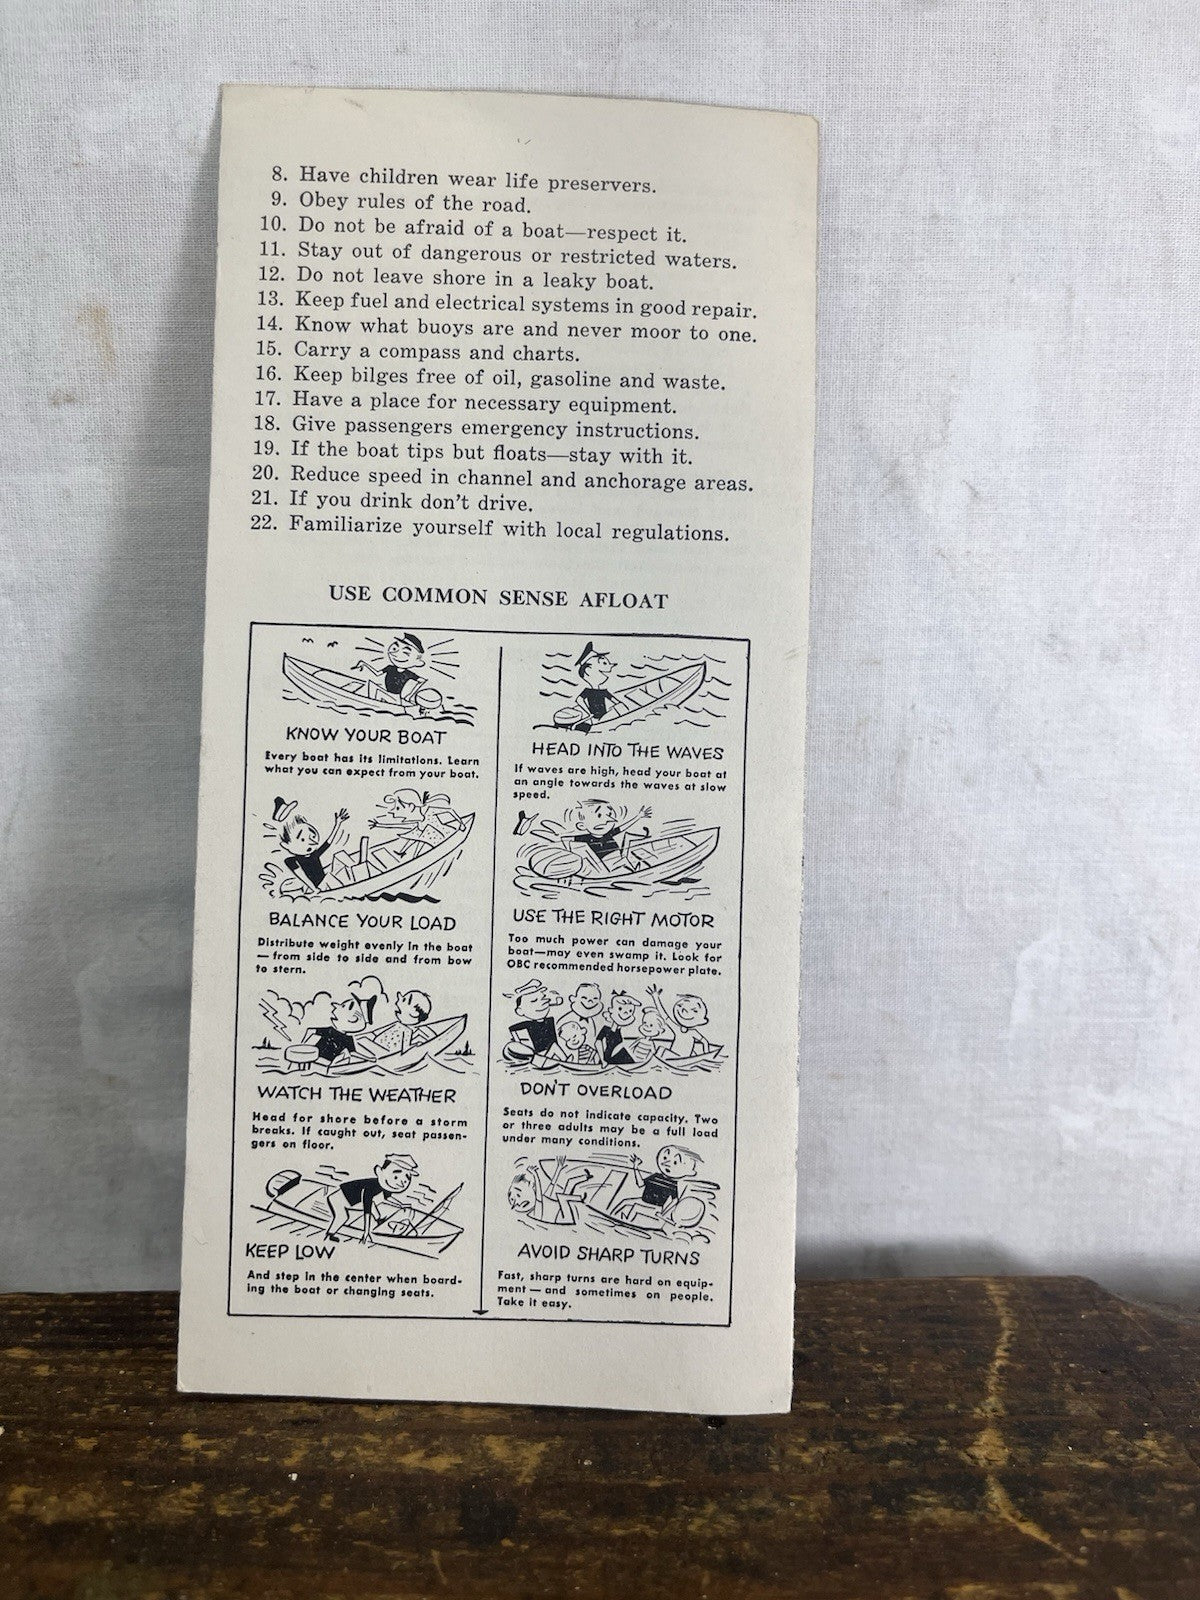 8. Have children wear life preservers.
9. Obey rules of the road.
10. Do not be afraid of a boat—respect it.
11. Stay out of dangerous or restricted waters.
12. Do not leave shore in a leaky boat.
13. Keep fuel and electrical systems in good repair.
14. Know what buoys are and never moor to one.
15. Carry a compass and charts.
16. Keep bilges free of oil, gasoline and waste.
17. Have a place for necessary equipment.
18. Give passengers emergency instructions.
19. If the boat tips but floats—stay with it.
20. Reduce speed in channel and anchorage areas.
21. If you drink don't drive.
22. Familiarize yourself with local regulations.
USE COMMON SENSE AFLOAT
KNOW YOUR BOAT
Every boat has its limitations. Learn
what you can expect from your boat.
BALANCE YOUR LOAD
Distribute weight evenly in the boat
— from side to side and from bow
to stern.
WATCH THE WEATHER
Head for shore before a storm
breaks. If caught out, seat passen-
gers on floor.
KEEP LOW
And step in the center when board-
ing the boat or changing seats.
HEAD INTO THE WAVES
If waves are high, head your boat at
an angle towards the waves at slow
speed.
USE THE RIGHT MOTOR
Too much power can damage your
boat—may even swamp it. Look for
OBC recommended horsepower plate.
DON'T OVERLOAD
Seats do not indicate capacity. Two
or three adults may be a full load
under many conditions.
AVOID SHARP TURNS
Fast, sharp turns are hard on equip-
ment — and sometimes on people.
Take it easy.